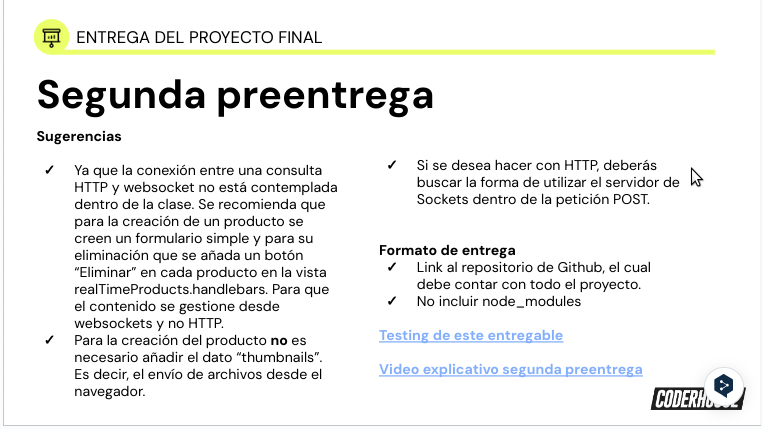 ENTREGA DEL PROYECTO FINAL
Segunda preentrega
Sugerencias
✓ Ya que la conexión entre una consulta
HTTP y websocket no está contemplada
dentro de la clase. Se recomienda que
para la creación de un producto se
creen un formulario simple y para su
eliminación que se añada un botón
“Eliminar” en cada producto en la vista
realTimeProducts.handlebars. Para que
el contenido se gestione desde
websockets y no HTTP.
✓ Para la creación del producto no es
necesario añadir el dato “thumbnails”.
Es decir, el envío de archivos desde el
navegador.
✓ Si se desea hacer con HTTP, deberás
buscar la forma de utilizar el servidor de
Sockets dentro de la petición POST.
Formato de entrega
✓ Link al repositorio de Github, el cual
debe contar con todo el proyecto.
✓ No incluir node_modules
Testing de este entregable
Video explicativo segunda preentrega
CODERHOUSE